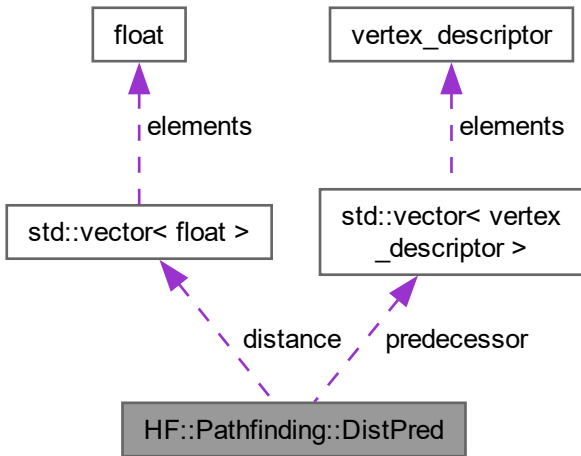 float
vertex_descriptor
elements
elements
std::vector< float >
std::vector< vertex
_descriptor >
distance
predecessor
HF::Pathfinding::DistPred